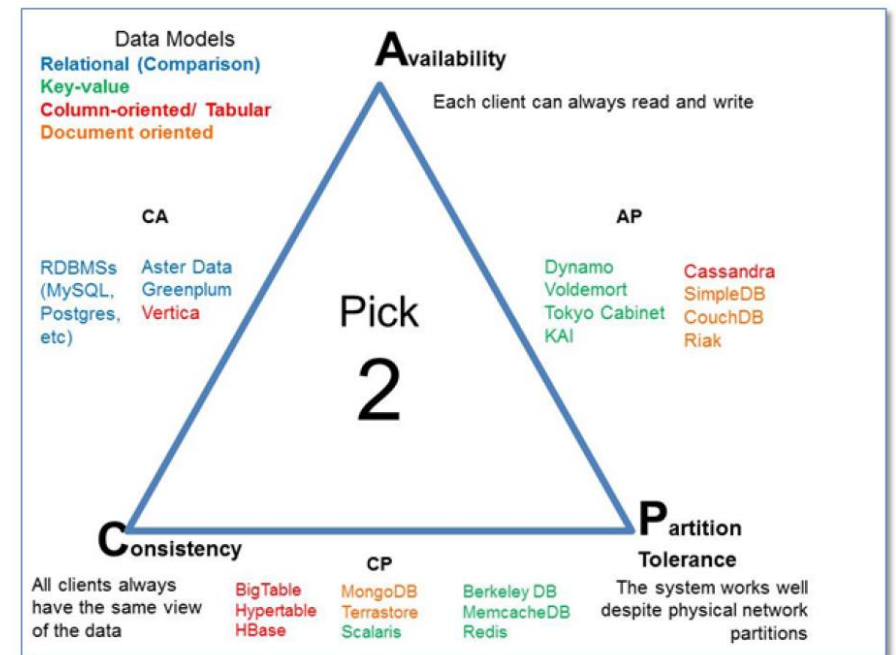 Data Models
Relational (Comparison)
Key-value
Column-oriented/ Tabular
Document oriented
Availability
Each client can always read and write
CA
RDBMSs
(MySQL,
Postgres,
etc)
Aster Data
Greenplum
Vertica
Pick
2
AP
Dynamo
Voldemort
Tokyo Cabinet
KAI
Cassandra
SimpleDB
CouchDB
Riak
Consistency
All clients always
have the same view
of the data
CP
BigTable
Hypertable
HBase
MongoDB
Terrastore
Scalaris
Berkeley DB
MemcacheDB
Redis
Partition
Tolerance
The system works well
despite physical network
partitions